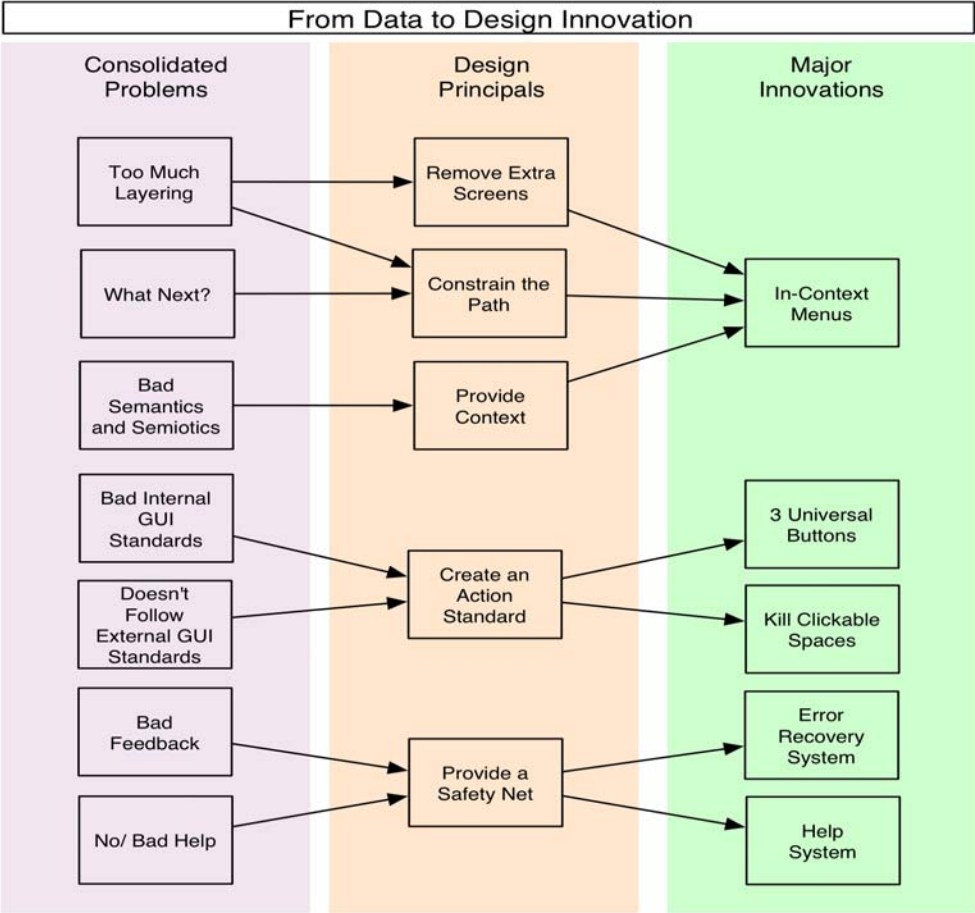 From Data to Design Innovation
Consolidated
Problems
Design
Principals
Major
Innovations
Too Much
Layering
Remove Extra
Screens
What Next?
Constrain the
Path
In-Context
Menus
Bad
Semantics
and Semiotics
Provide
Context
Bad Internal
GUI
Standards
3 Universal
Buttons
Create an
Action
Standard
Doesn't
Follow
External GUI
Standards
Kill Clickable
Spaces
Bad
Feedback
Error
Recovery
System
Provide a
Safety Net
No/ Bad Help
Help
System